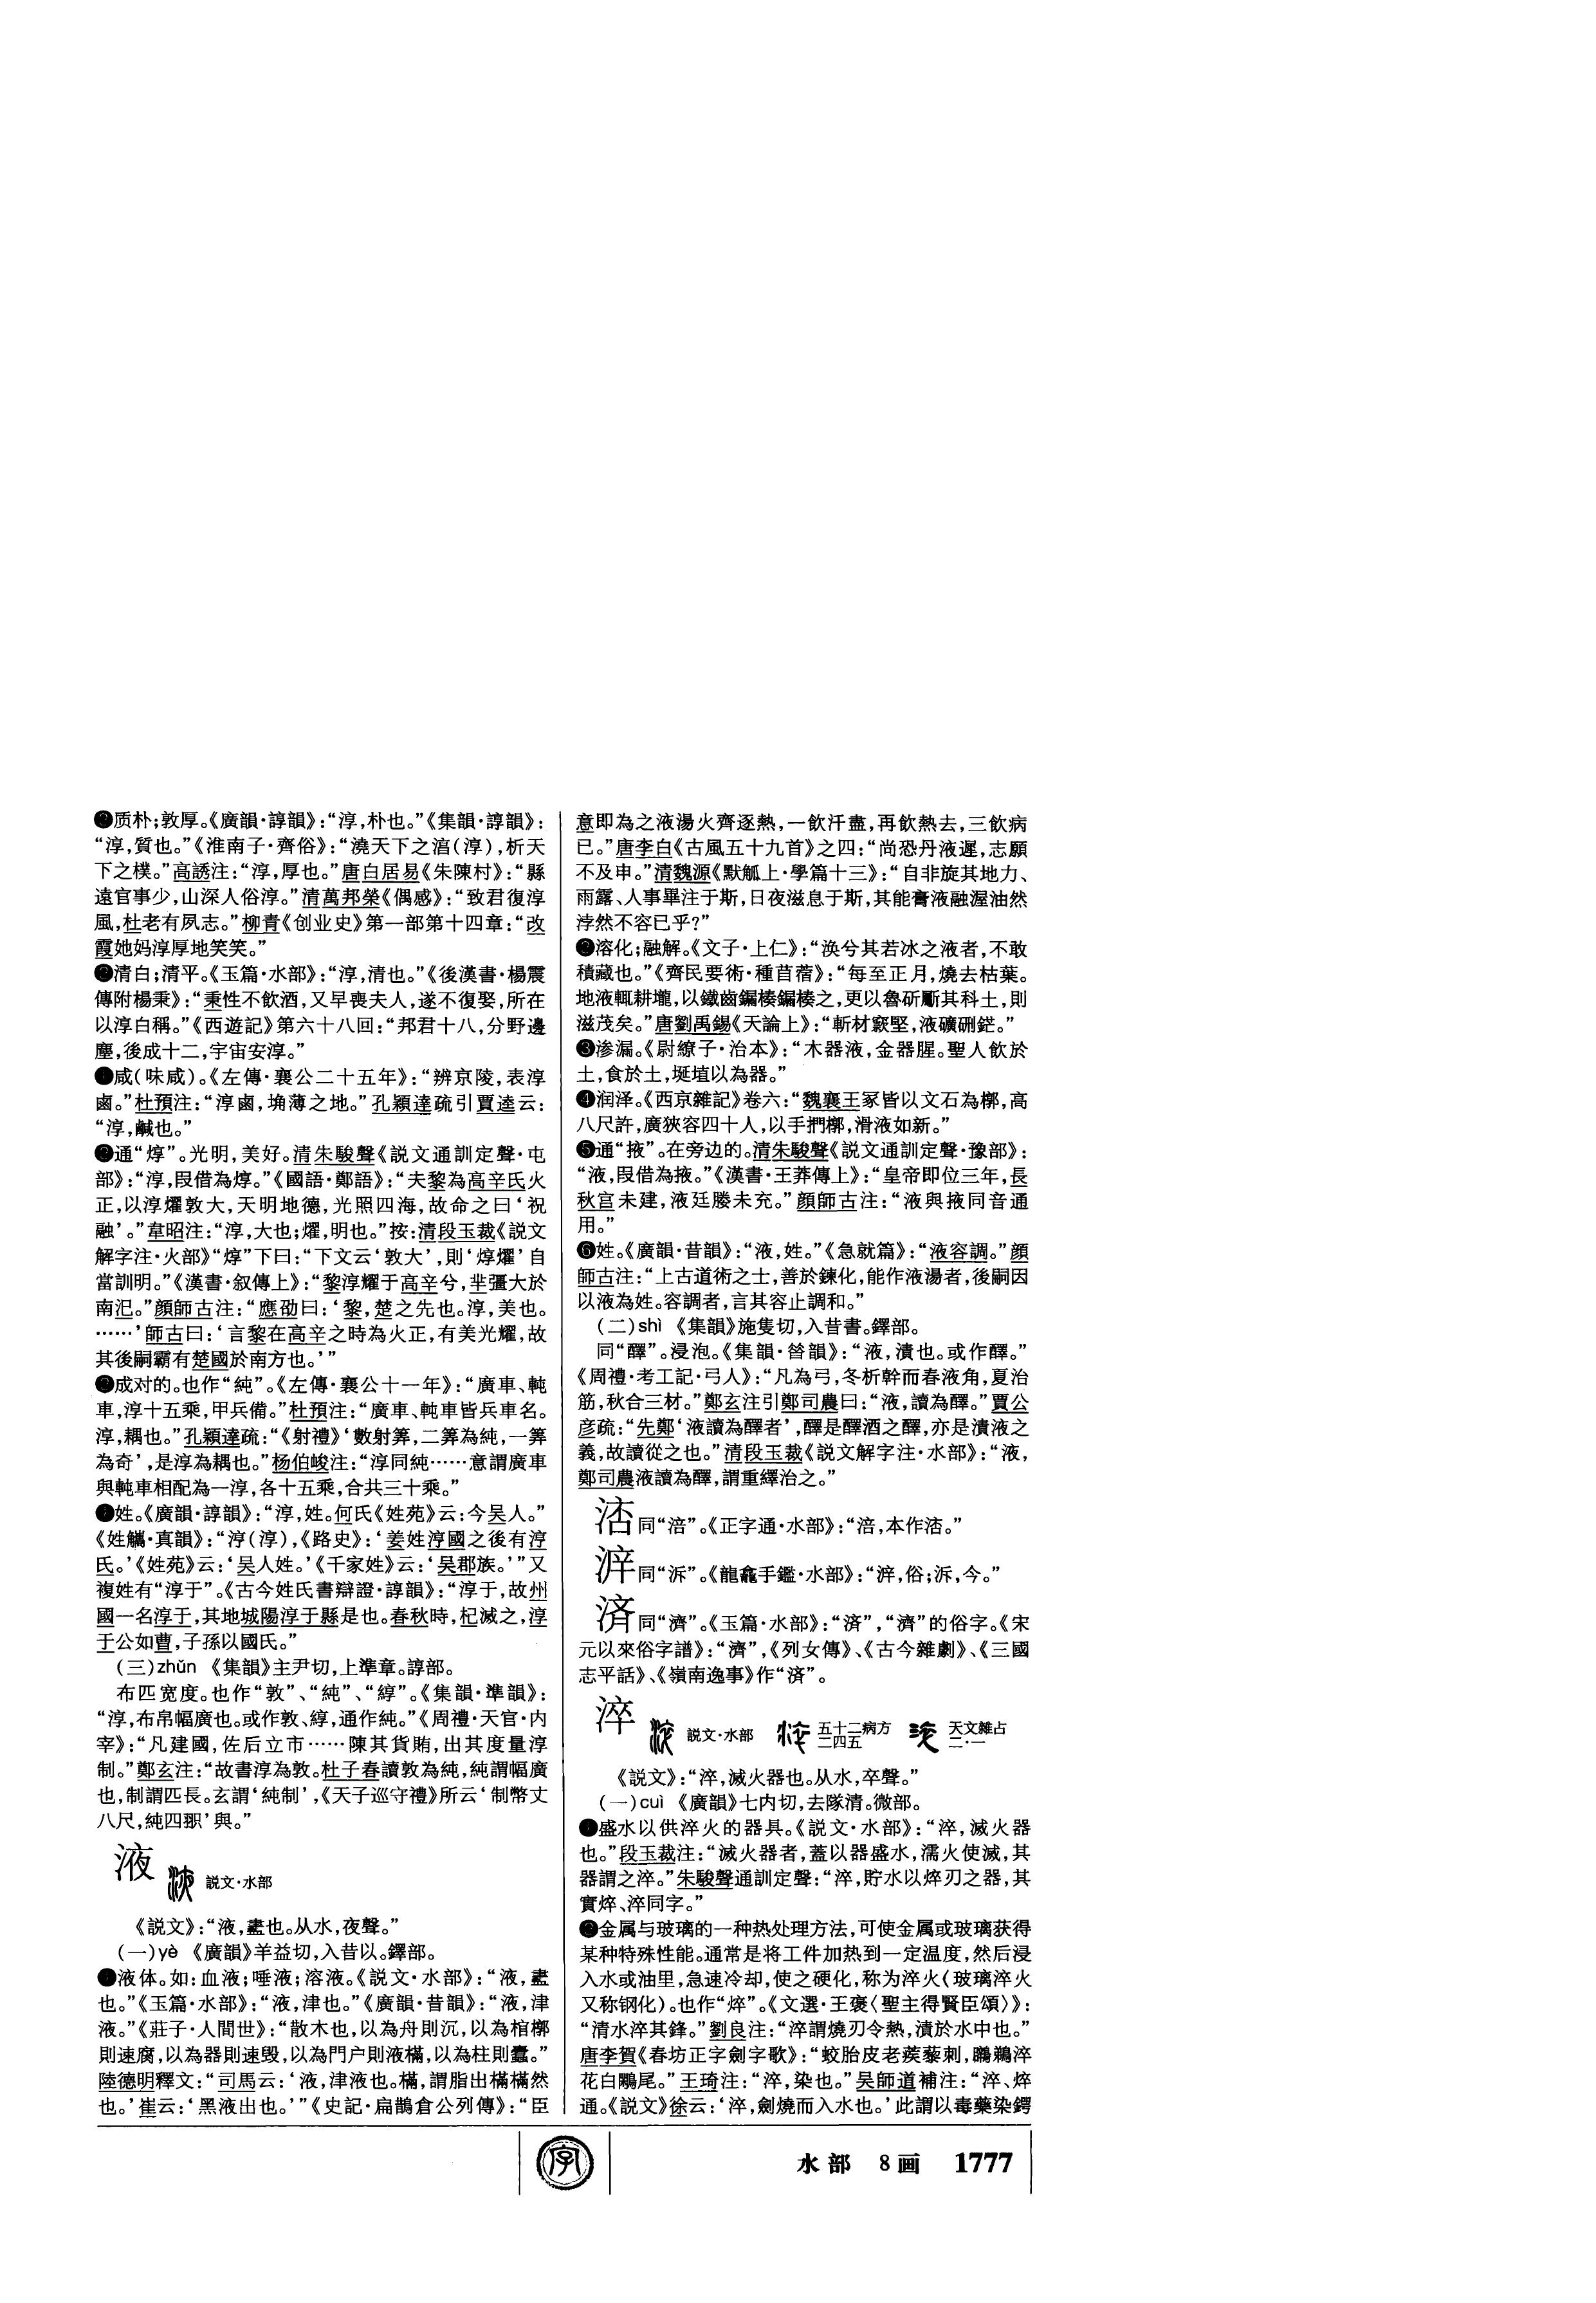 ❷质朴；敦厚。《廣韻·諄韻》：“淳，朴也。”《集韻·諄韻》：
“淳，質也。”《淮南子·齊俗》：“澆天下之湻（淳），析天
下之樸。”高誘注：“淳，厚也。”唐白居易《朱陳村》：“縣
遠官事少，山深人俗淳。”清萬邦榮《偶感》：“致君復淳
風，杜老有夙志。”柳青《创业史》第一部第十四章：“改
霞她妈淳厚地笑笑。”
清白；清平。《玉篇·水部》：“淳，清也。”《後漢書·楊震
傳附楊秉》：“秉性不飲酒，又早喪夫人，遂不復娶，所在
以淳白稱。”《西遊記》第六十八回：“邦君十八，分野邊
塵，後成十二，宇宙安淳。”
咸（味咸）。《左傳·襄公二十五年》：“辨京陵，表淳
鹵。”杜預注：“淳鹵，埆薄之地。”孔穎達疏引賈逵云：
“淳，鹹也。”
通“焞”。光明，美好。清朱駿聲《説文通訓定聲·屯
部》：“淳，叚借為焞。”《國語·鄭語》：“夫黎為高辛氏火
正，以淳燿敦大，天明地德，光照四海，故命之曰‘祝
融’。”韋昭注：“淳，大也；燿，明也。”按：清段玉裁《説文
解字注·火部》“焞”下曰：“下文云‘敦大’，則‘焞燿’自
當訓明。”《漢書·叙傳上》：“黎淳耀于高辛兮，芈彊大於
南汜。”顔師古注：“應劭曰：‘黎，楚之先也。淳，美也。
……’師古曰：‘言黎在高辛之時為火正，有美光耀，故
其後嗣霸有楚國於南方也。’”
成对的。也作“純”。《左傳·襄公十一年》：“廣車、軘
車，淳十五乘，甲兵備。”杜預注：“廣車、軘車皆兵車名。
淳，耦也。”孔穎達疏：“《射禮》‘數射筭，二筭為純，一筭
為奇’，是淳為耦也。”杨伯峻注：“淳同純……意謂廣車
與軘車相配為一淳，各十五乘，合共三十乘。”
姓。《廣韻·諄韻》：“淳，姓。何氏《姓苑》云：今吴人。”
《姓觿·真韻》：“渟（淳），《路史》：‘姜姓渟國之後有渟
氏。’《姓苑》云：‘吴人姓。’《千家姓》云：‘吴郡族。’”又
複姓有“淳于”。《古今姓氏書辯證·諄韻》：“淳于，故州
國一名淳于，其地城陽淳于縣是也。春秋時，杞滅之，淳
于公如曹，子孫以國氏。”
（三）zhǔn 《集韻》主尹切，上準章。諄部。
布匹宽度。也作“敦”、“純”、“綧”。《集韻·準韻》：
“淳，布帛幅廣也。或作敦、綧，通作純。”《周禮·天官·内
宰》：“凡建國，佐后立市……陳其貨賄，出其度量淳
制。”鄭玄注：“故書淳為敦。杜子春讀敦為純，純謂幅廣
也，制謂匹長。玄謂‘純制’，《天子巡守禮》所云‘制幣丈
八尺，純四𢎩’與。”
液 説文·水部
《説文》：“液，𧗁也。从水，夜聲。”
（一）yè 《廣韻》羊益切，入昔以。鐸部。
❶液体。如：血液；唾液；溶液。《説文·水部》：“液，𧗁
也。”《玉篇·水部》：“液，津也。”《廣韻·昔韻》：“液，津
液。”《莊子·人間世》：“散木也，以為舟則沉，以為棺槨
則速腐，以為器則速毁，以為門户則液樠，以為柱則蠹。”
陸德明釋文：“司馬云：‘液，津液也。樠，謂脂出樠樠然
也。’崔云：‘黑液出也。’”《史記·扁鵲倉公列傳》：“臣
意即為之液湯火齊逐熱，一飲汗盡，再飲熱去，三飲病
已。”唐李白《古風五十九首》之四：“尚恐丹液遲，志願
不及申。”清魏源《默觚上·學篇十三》：“自非旋其地力、
雨露、人事畢注于斯，日夜滋息于斯，其能膏液融渥油然
浡然不容已乎？”
❷溶化；融解。《文子·上仁》：“涣兮其若冰之液者，不敢
積藏也。”《齊民要術·種苜蓿》：“每至正月，燒去枯葉。
地液輒耕壠，以鐵齒𨫒楱𨫒楱之，更以魯斫劚其科土，則
滋茂矣。”唐劉禹錫《天論上》：“斬材窾堅，液礦硎鋩。”
❸渗漏。《尉繚子·治本》：“木器液，金器腥。聖人飲於
土，食於土，埏埴以為器。”
❹润泽。《西京雜記》卷六：“魏襄王冢皆以文石為槨，高
八尺許，廣狹容四十人，以手捫槨，滑液如新。”
❺通“掖”。在旁边的。清朱駿聲《説文通訓定聲·豫部》：
“液，叚借為掖。”《漢書·王莽傳上》：“皇帝即位三年，長
秋宫未建，液廷媵未充。”顔師古注：“液與掖同音通
用。”
❻姓。《廣韻·昔韻》：“液，姓。”《急就篇》：“液容調。”顔
師古注：“上古道術之士，善於鍊化，能作液湯者，後嗣因
以液為姓。容調者，言其容止調和。”
（二）shì 《集韻》施隻切，入昔書。鐸部。
同“醳”。浸泡。《集韻·㫺韻》：“液，漬也。或作醳。”
《周禮·考工記·弓人》：“凡為弓，冬析幹而春液角，夏治
筋，秋合三材。”鄭玄注引鄭司農曰：“液，讀為醳。”賈公
彦疏：“先鄭‘液讀為醳者’，醳是醳酒之醳，亦是漬液之
義，故讀從之也。”清段玉裁《説文解字注·水部》：“液，
鄭司農液讀為醳，謂重繹治之。”
㳪同“涪”。《正字通·水部》：“涪，本作㳪。”
同“泝”。《龍龕手鑑·水部》：“，俗；泝，今。”
済同“濟”。《玉篇·水部》：“済”，“濟”的俗字。《宋
元以來俗字譜》：“濟”，《列女傳》、《古今雜劇》、《三國
志平話》、《嶺南逸事》作“済”。
淬 説文·水部 五十二病方二四五 天文雜占二·一
《説文》：“淬，滅火器也。从水，卒聲。”
（一）cuì 《廣韻》七内切，去隊清。微部。
❶盛水以供淬火的器具。《説文·水部》：“淬，滅火器
也。”段玉裁注：“滅火器者，蓋以器盛水，濡火使滅，其
器謂之淬。”朱駿聲通訓定聲：“淬，貯水以焠刃之器，其
實焠、淬同字。”
❷金属与玻璃的一种热处理方法，可使金属或玻璃获得
某种特殊性能。通常是将工件加热到一定温度，然后浸
入水或油里，急速冷却，使之硬化，称为淬火（玻璃淬火
又称钢化）。也作“焠”。《文選·王褒〈聖主得賢臣頌〉》：
“清水淬其鋒。”劉良注：“淬謂燒刃令熱，漬於水中也。”
唐李賀《春坊正字劍子歌》：“蛟胎皮老蒺藜刺，鸊鵜淬
花白鷴尾。”王琦注：“淬，染也。”吴師道補注：“淬、焠
通。《説文》徐云：‘淬，劍燒而入水也。’此謂以毒藥染鍔
字
水部 8画 1777